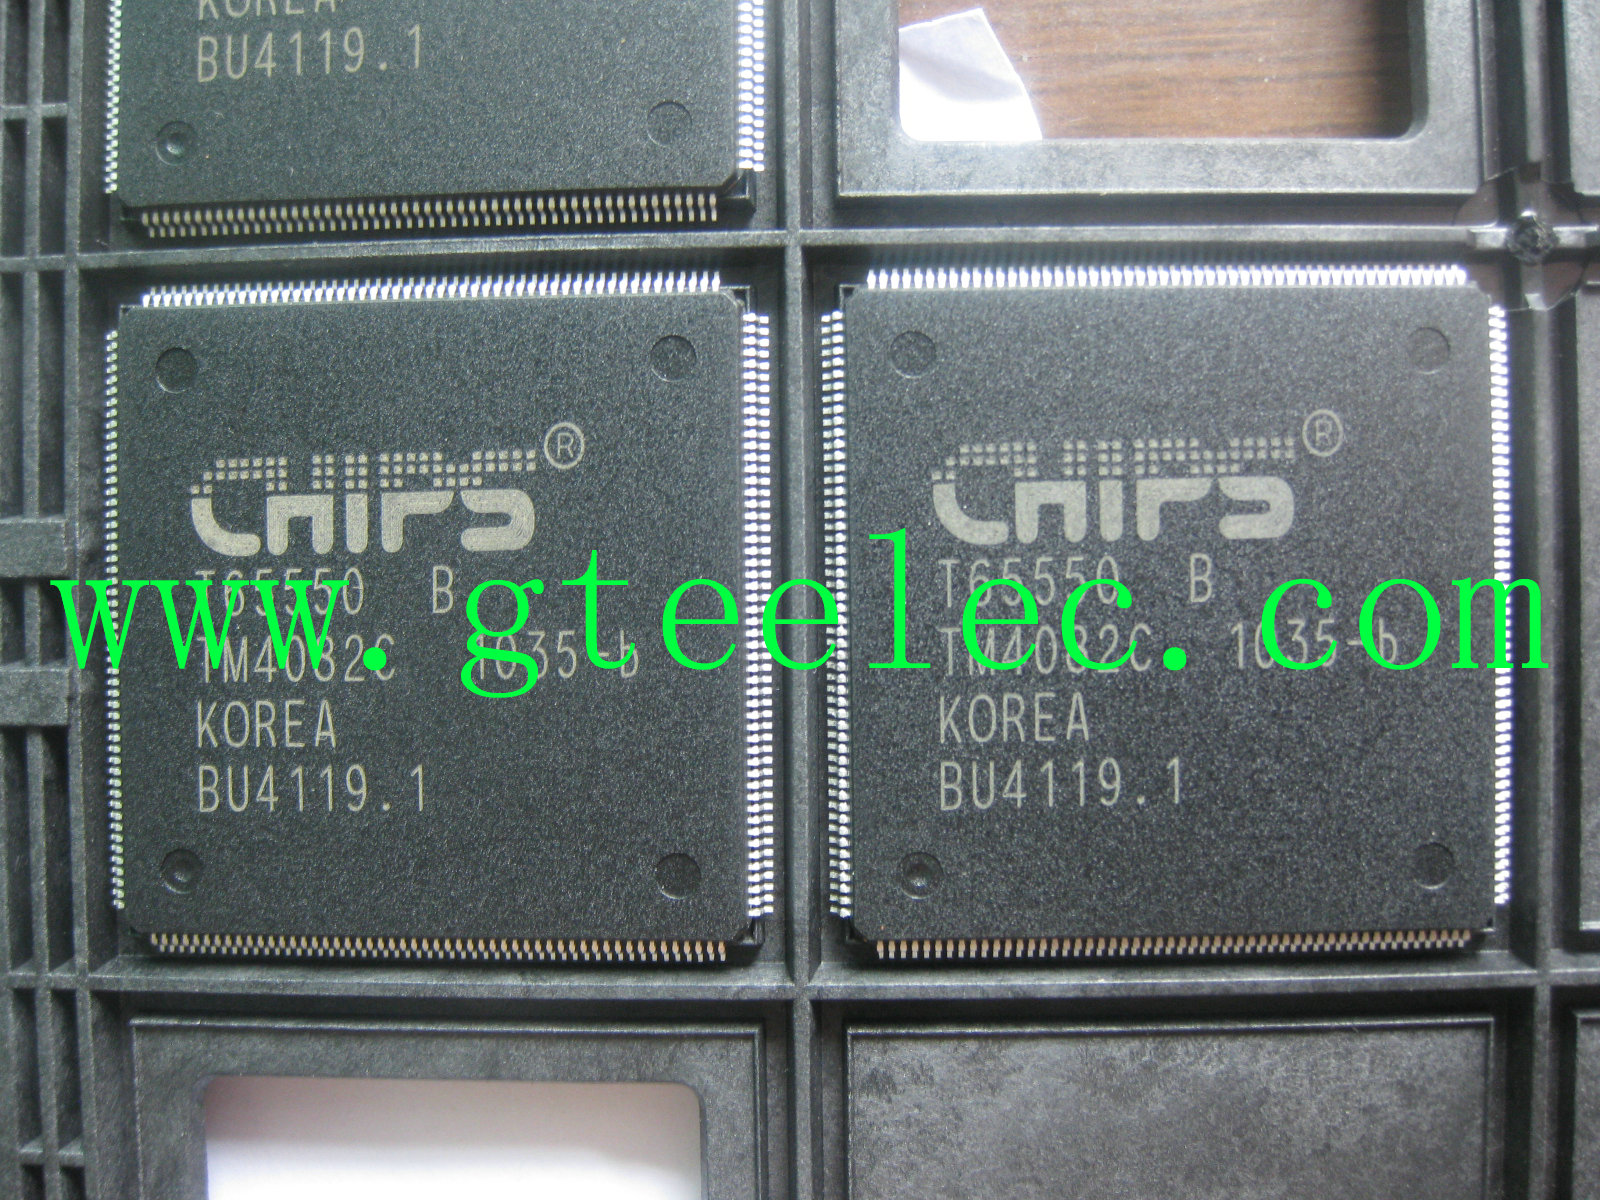 KOREA
BU4119.1
CHIPS®
T65550 B
TM4082C 1035-b
KOREA
BU4119.1
CHIPS®
T65550 B
TM4082C 1035-b
KOREA
BU4119.1
www.gteelec.com